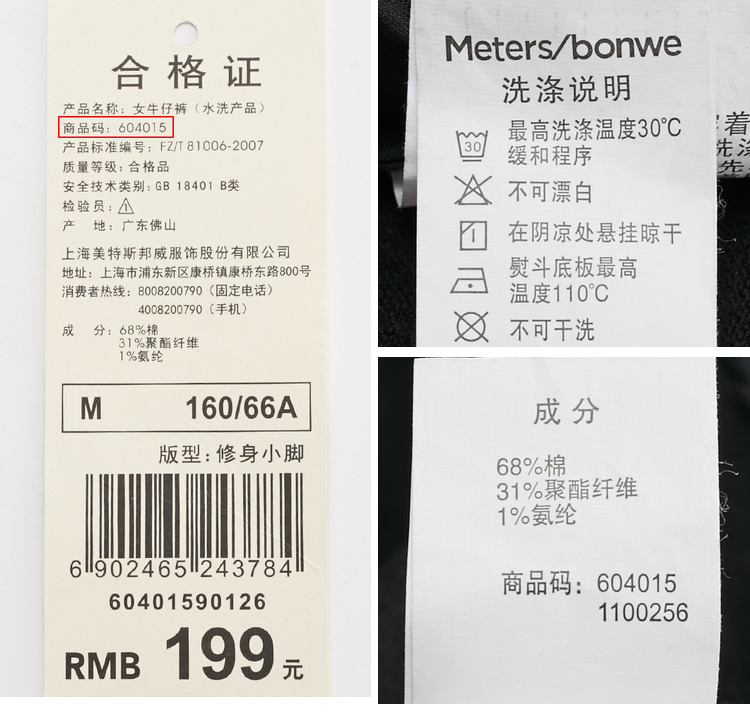 合格证
产品名称: 女牛仔裤（水洗产品）
商品码: 604015
产品标准编号: FZ/T 81006-2007
质量等级: 合格品
安全技术类别: GB 18401 B类
检验员: 1
产 地: 广东佛山
上海美特斯邦威服饰股份有限公司
地址: 上海市浦东新区康桥镇康桥东路800号
消费者热线: 8008200790（固定电话）
4008200790（手机）
成 分: 68%棉
31%聚酯纤维
1%氨纶
M 160/66A
版型: 修身小脚
6 902465 243784
60401590126
RMB 199元
Meters/bonwe
洗涤说明
30
最高洗涤温度30℃
缓和程序
不可漂白
在阴凉处悬挂晾干
熨斗底板最高
温度110℃
不可干洗
着
洗涤
先
成分
68%棉
31%聚酯纤维
1%氨纶
商品码: 604015
1100256